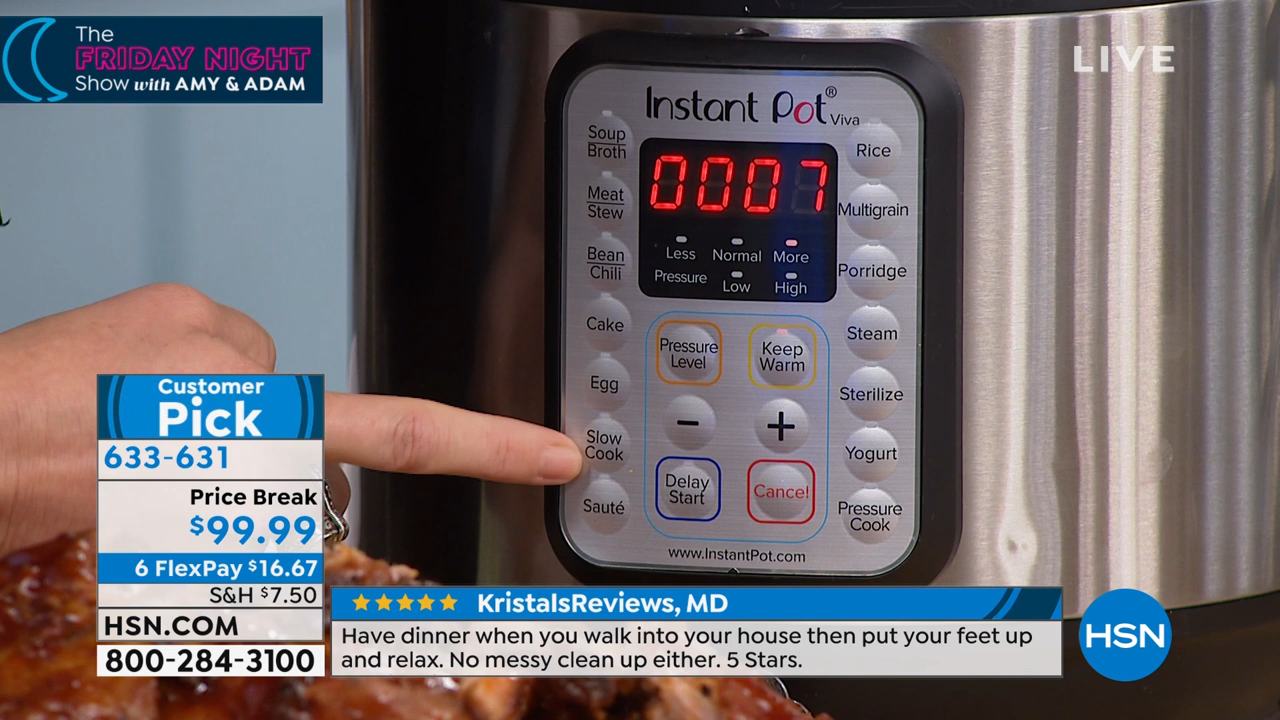 The
FRIDAY NIGHT
Show with AMY & ADAM
LIVE
Instant Pot®
Viva
0007
Less Normal More
Pressure Low High
Soup
Broth
Meat
Stew
Bean
Chili
Cake
Egg
Slow
Cook
Sauté
Rice
Multigrain
Porridge
Steam
Sterilize
Yogurt
Pressure
Cook
Pressure
Level
Keep
Warm
- +
Delay
Start
Cancel
www.InstantPot.com
Customer
Pick
633-631
Price Break
$99.99
6 FlexPay $16.67
S&H $7.50
HSN.COM
800-284-3100
KristalsReviews, MD
Have dinner when you walk into your house then put your feet up
and relax. No messy clean up either. 5 Stars.
HSN